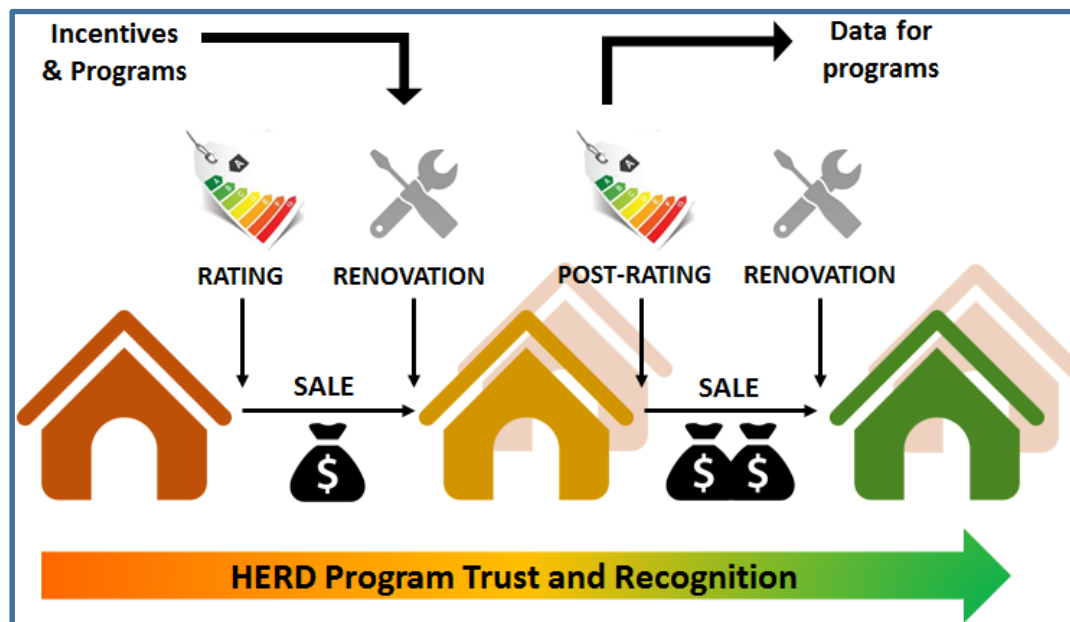 Incentives
& Programs
Data for
programs
A
A
A
B
C
D
E
F
G
A
B
C
D
E
F
G
RATING
RENOVATION
POST-RATING
RENOVATION
SALE
SALE
$
$
$
HERD Program Trust and Recognition